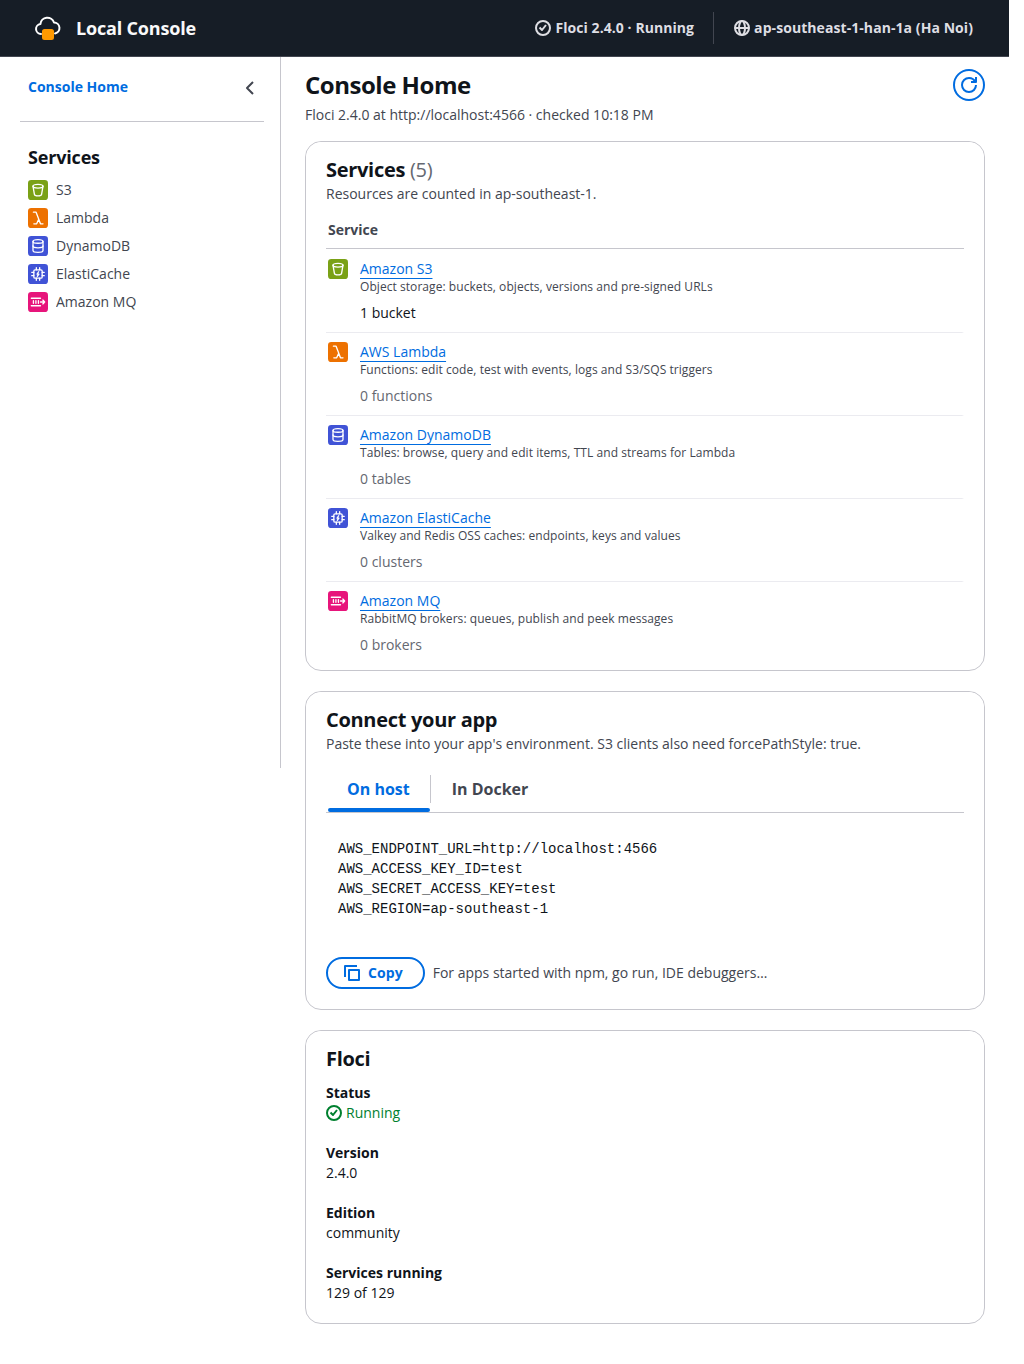 Local Console
Floci 2.4.0 · Running
ap-southeast-1-han-1a (Ha Noi)
Console Home
Services
S3
Lambda
DynamoDB
ElastiCache
Amazon MQ
Console Home
Floci 2.4.0 at http://localhost:4566 · checked 10:18 PM
Services (5)
Resources are counted in ap-southeast-1.
Service
Amazon S3
Object storage: buckets, objects, versions and pre-signed URLs
1 bucket
AWS Lambda
Functions: edit code, test with events, logs and S3/SQS triggers
0 functions
Amazon DynamoDB
Tables: browse, query and edit items, TTL and streams for Lambda
0 tables
Amazon ElastiCache
Valkey and Redis OSS caches: endpoints, keys and values
0 clusters
Amazon MQ
RabbitMQ brokers: queues, publish and peek messages
0 brokers
Connect your app
Paste these into your app's environment. S3 clients also need forcePathStyle: true.
On host
In Docker
AWS_ENDPOINT_URL=http://localhost:4566
AWS_ACCESS_KEY_ID=test
AWS_SECRET_ACCESS_KEY=test
AWS_REGION=ap-southeast-1
Copy
For apps started with npm, go run, IDE debuggers...
Floci
Status
Running
Version
2.4.0
Edition
community
Services running
129 of 129